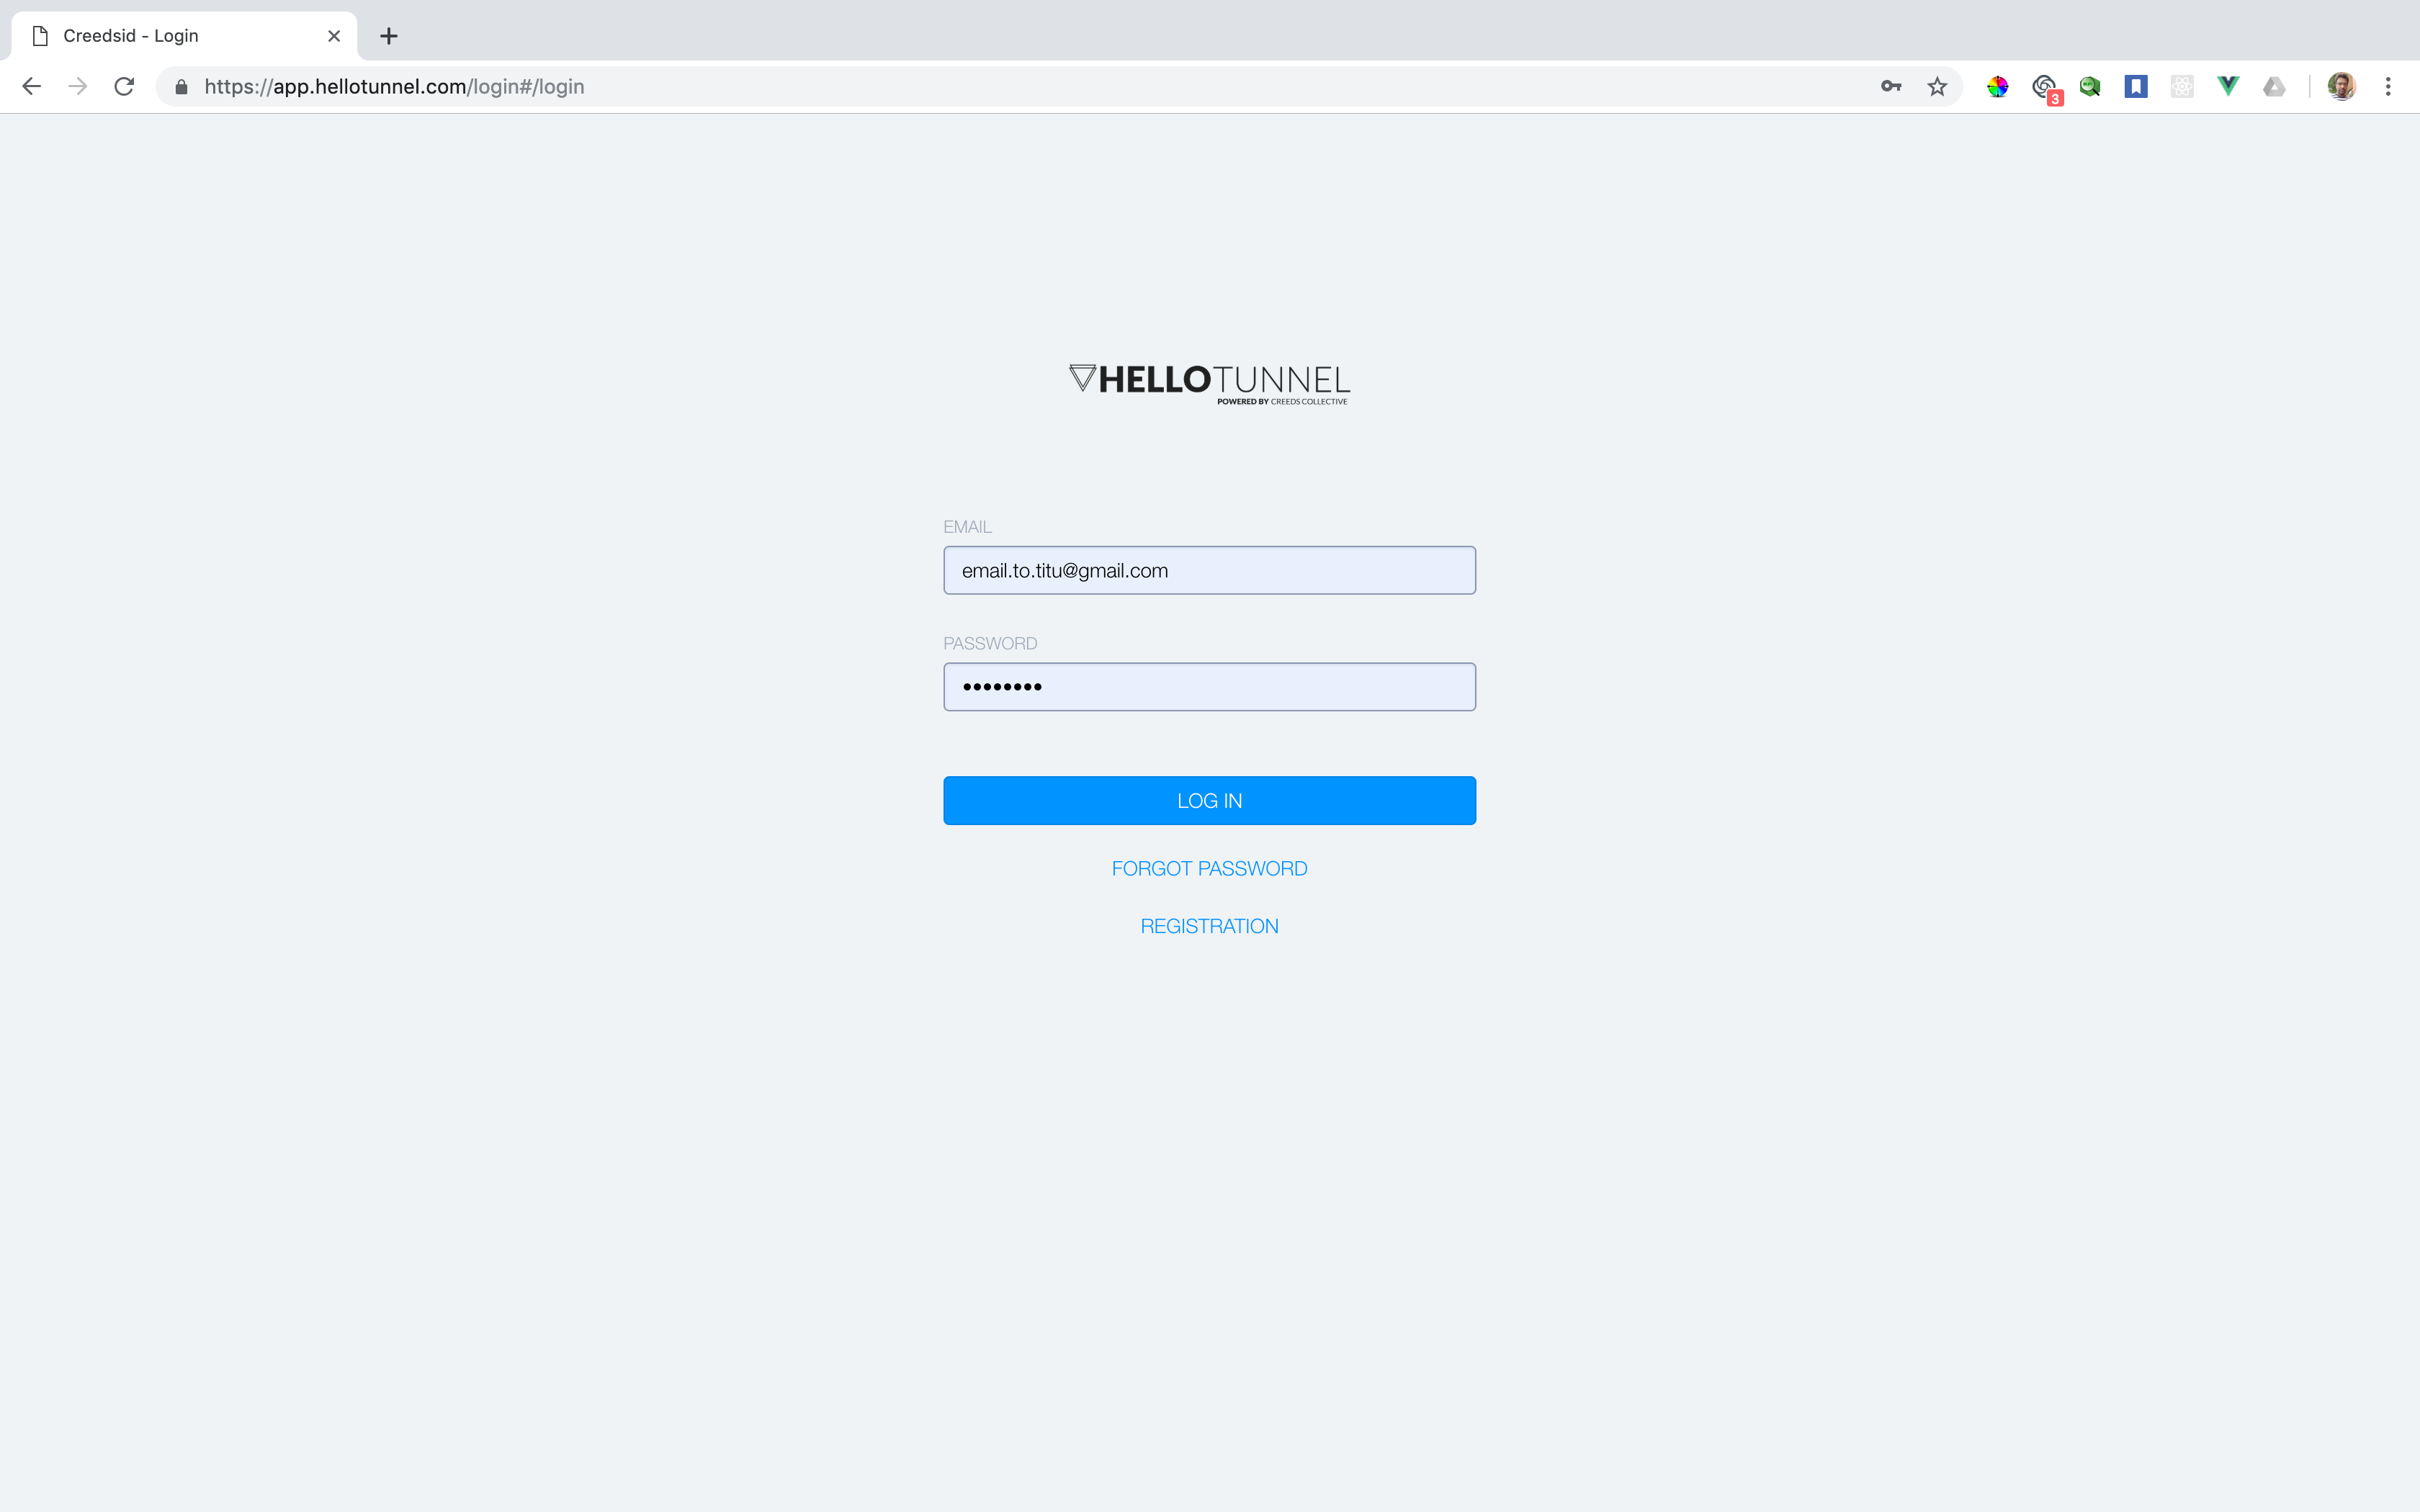 Creedsid - Login
https://app.hellotunnel.com/login#/login
3
HELLOTUNNEL
POWERED BY CREEDS COLLECTIVE
EMAIL
email.to.titu@gmail.com
PASSWORD
LOG IN
FORGOT PASSWORD
REGISTRATION